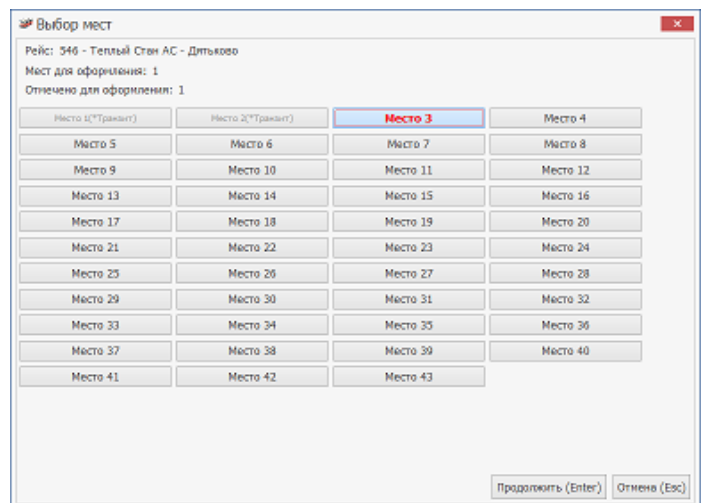 Выбор мест
Рейс: 546 - Теплый Стан АС - Дятьково
Мест для оформления: 1
Отмечено для оформления: 1
Место 1(*Транзит) Место 2(*Транзит) Место 3 Место 4
Место 5 Место 6 Место 7 Место 8
Место 9 Место 10 Место 11 Место 12
Место 13 Место 14 Место 15 Место 16
Место 17 Место 18 Место 19 Место 20
Место 21 Место 22 Место 23 Место 24
Место 25 Место 26 Место 27 Место 28
Место 29 Место 30 Место 31 Место 32
Место 33 Место 34 Место 35 Место 36
Место 37 Место 38 Место 39 Место 40
Место 41 Место 42 Место 43
Продолжить (Enter) Отмена (Esc)